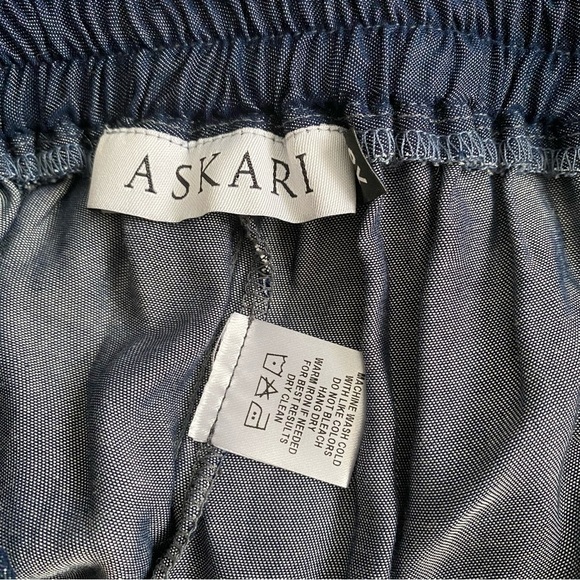 ASKARI
MACHINE WASH COLD
WITH LIKE COLORS
DO NOT BLEACH
HANG DRY
WARM IRON IF NEEDED
FOR BEST RESULTS
DRY CLEAN